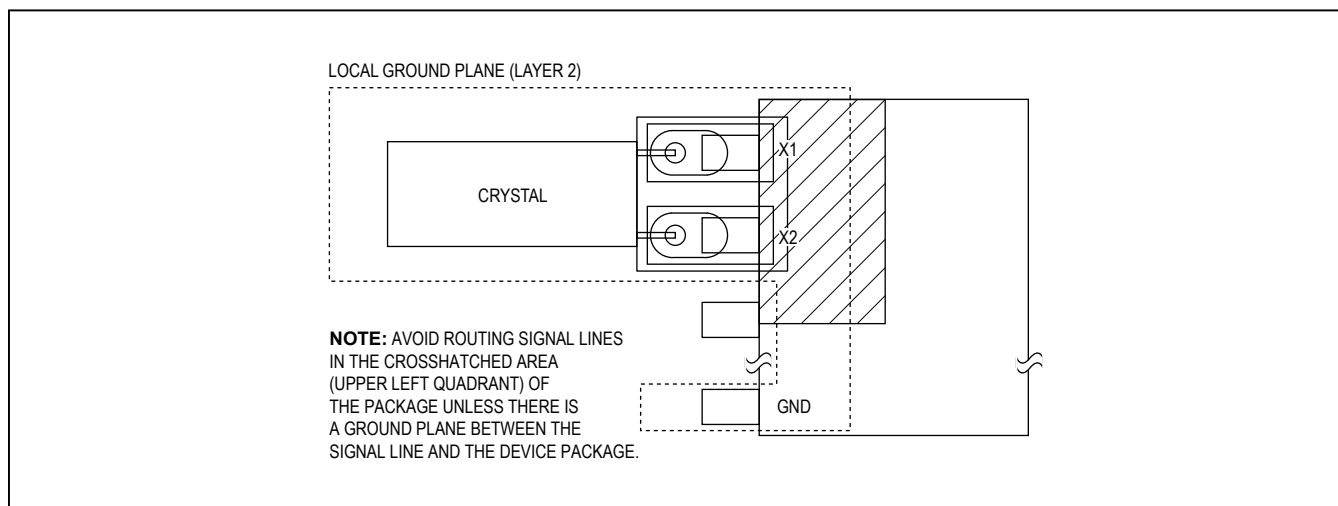 LOCAL GROUND PLANE (LAYER 2)
X1
CRYSTAL
X2
NOTE: AVOID ROUTING SIGNAL LINES
IN THE CROSSHATCHED AREA
(UPPER LEFT QUADRANT) OF
THE PACKAGE UNLESS THERE IS
A GROUND PLANE BETWEEN THE
SIGNAL LINE AND THE DEVICE PACKAGE.
GND